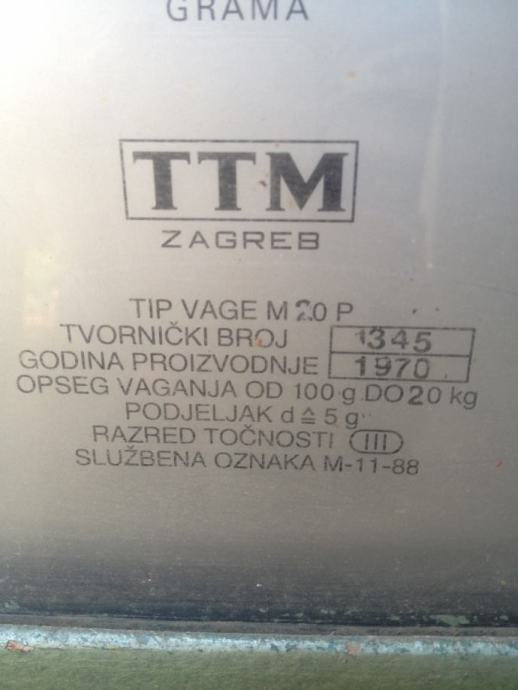 GRAMA
TTM
ZAGREB
TIP VAGE M 20 P
TVORNIČKI BROJ 1345
GODINA PROIZVODNJE 1970
OPSEG VAGANJA OD 100 g DO 20 kg
PODJELJAK d ≙ 5 g
RAZRED TOČNOSTI III
SLUŽBENA OZNAKA M-11-88